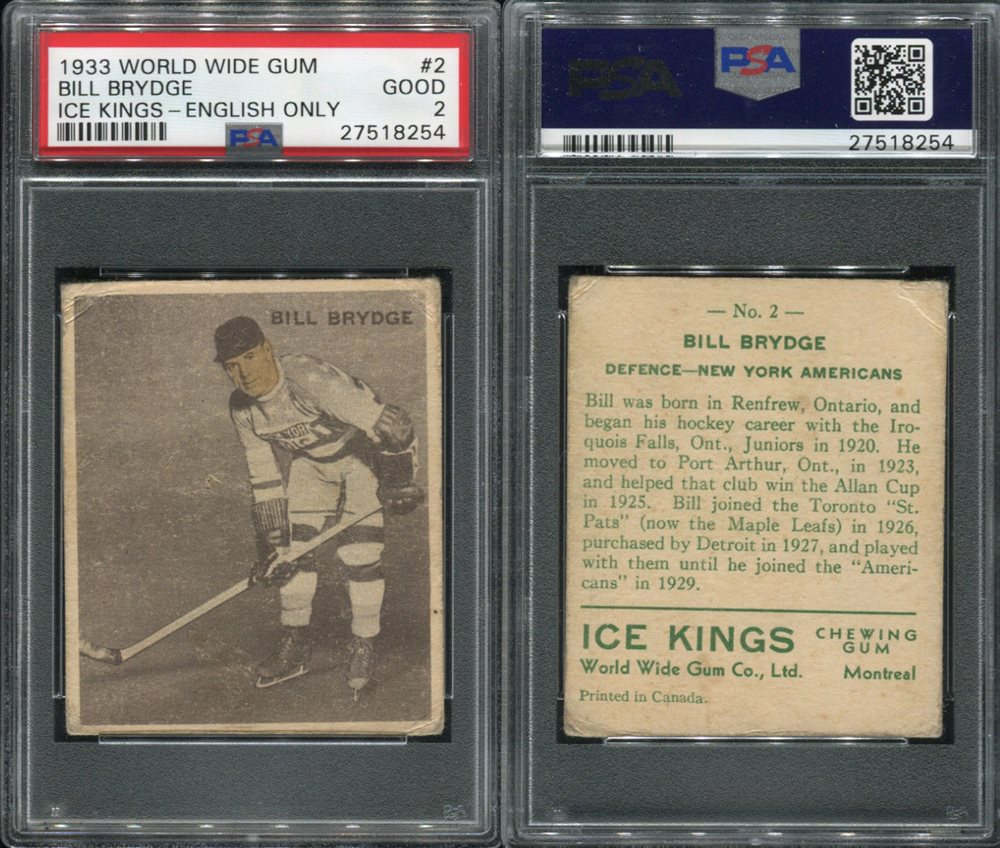 1933 WORLD WIDE GUM #2
BILL BRYDGE GOOD
ICE KINGS – ENGLISH ONLY 2
PSA 27518254
BILL BRYDGE
PSA PSA
27518254
— No. 2 —
BILL BRYDGE
DEFENCE—NEW YORK AMERICANS
Bill was born in Renfrew, Ontario, and
began his hockey career with the Iro-
quois Falls, Ont., Juniors in 1920. He
moved to Port Arthur, Ont., in 1923,
and helped that club win the Allan Cup
in 1925. Bill joined the Toronto "St.
Pats" (now the Maple Leafs) in 1926,
purchased by Detroit in 1927, and played
with them until he joined the "Ameri-
cans" in 1929.
ICE KINGS CHEWING
GUM
World Wide Gum Co., Ltd. Montreal
Printed in Canada.